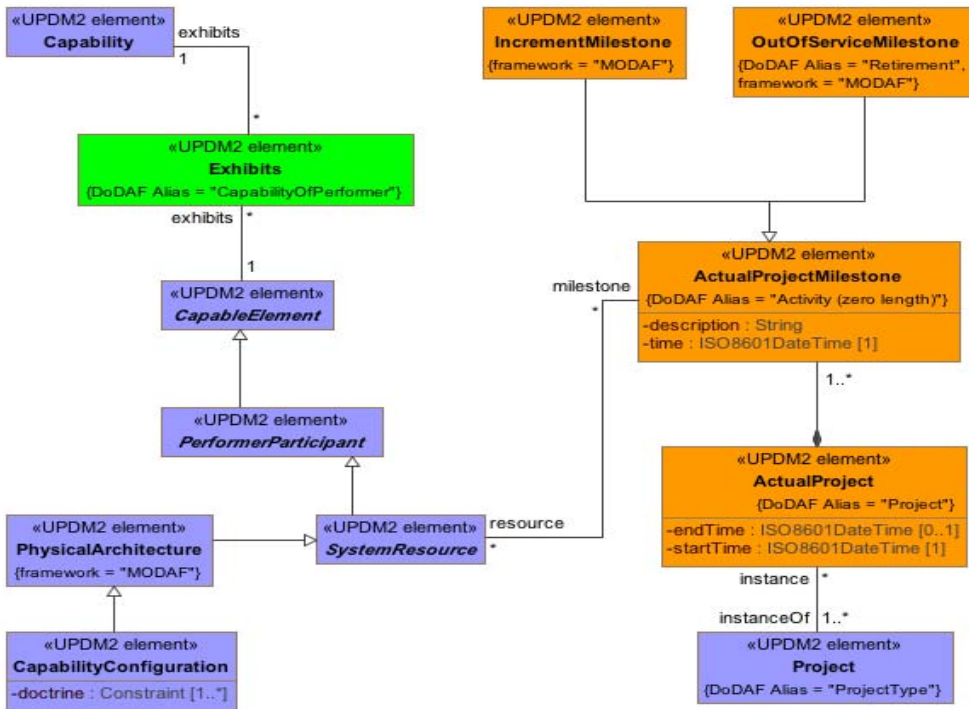 «UPDM2 element»
Capability
exhibits
1
*
«UPDM2 element»
Exhibits
{DoDAF Alias = "CapabilityOfPerformer"}
exhibits
*
1
«UPDM2 element»
CapableElement
«UPDM2 element»
PerformerParticipant
«UPDM2 element»
PhysicalArchitecture
{framework = "MODAF"}
«UPDM2 element»
SystemResource
resource
*
«UPDM2 element»
CapabilityConfiguration
-doctrine : Constraint [1..*]
«UPDM2 element»
IncrementMilestone
{framework = "MODAF"}
«UPDM2 element»
OutOfServiceMilestone
{DoDAF Alias = "Retirement",
framework = "MODAF"}
milestone
*
«UPDM2 element»
ActualProjectMilestone
{DoDAF Alias = "Activity (zero length)"}
-description : String
-time : ISO8601DateTime [1]
1..*
«UPDM2 element»
ActualProject
{DoDAF Alias = "Project"}
-endTime : ISO8601DateTime [0..1]
-startTime : ISO8601DateTime [1]
instance
*
instanceOf
1..*
«UPDM2 element»
Project
{DoDAF Alias = "ProjectType"}